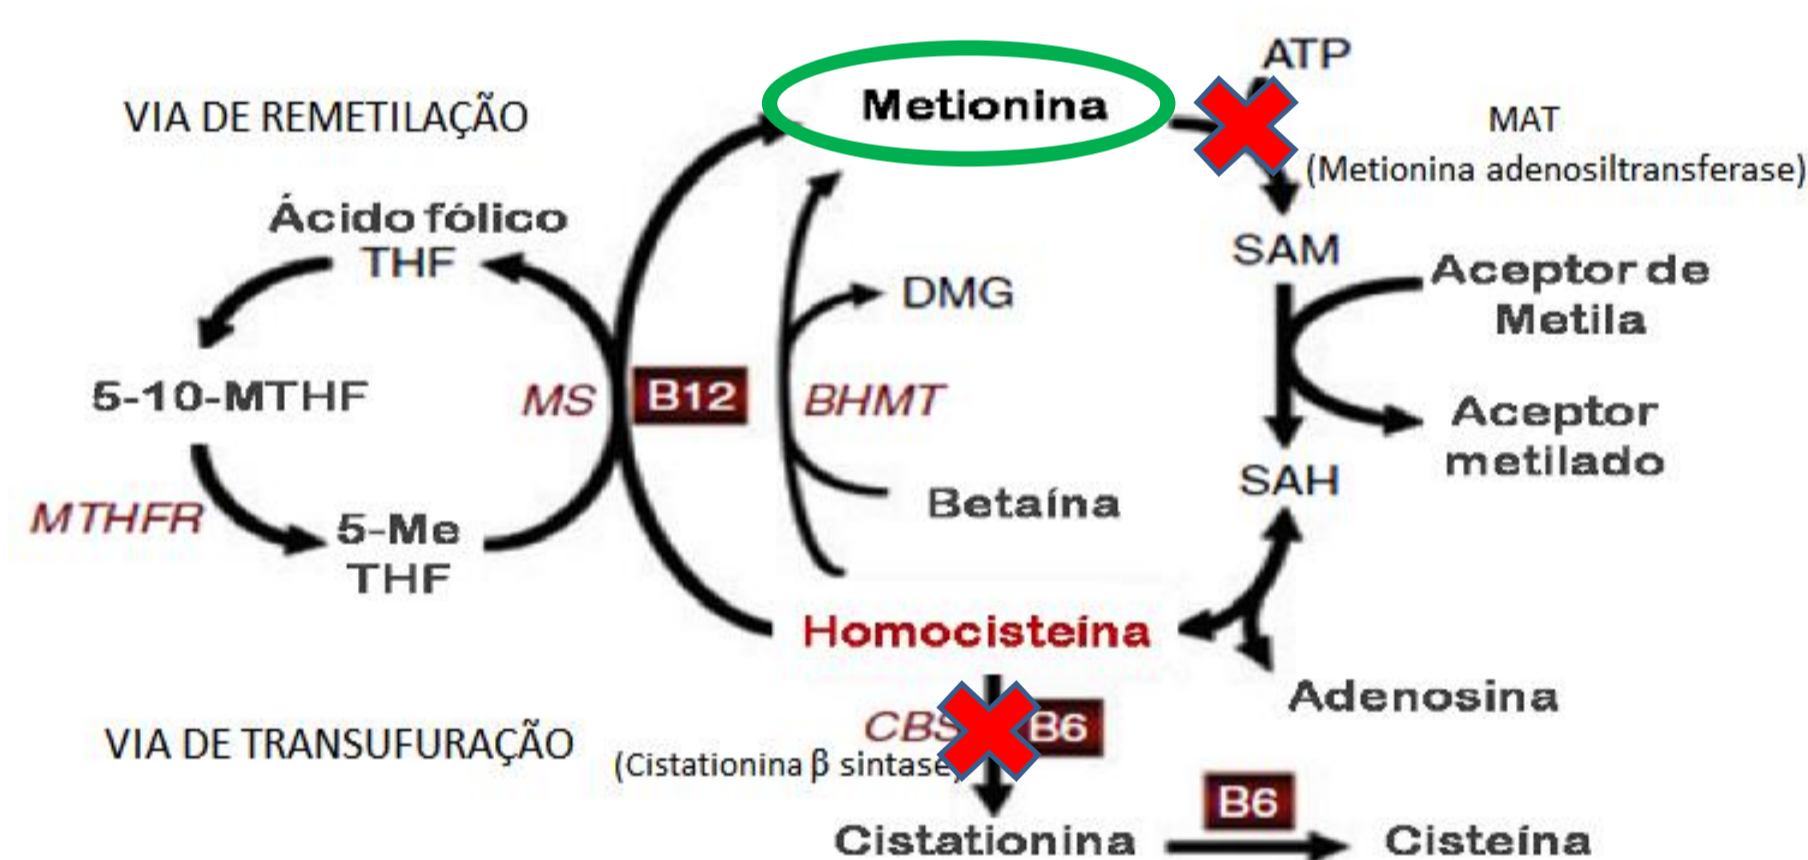 ATP
Metionina
VIA DE REMETILAÇÃO
MAT
(Metionina adenosiltransferase)
Ácido fólico
THF
SAM
Aceptor de
Metila
DMG
5-10-MTHF
MS
B12
BHMT
Aceptor
metilado
SAH
Betaína
MTHFR
5-Me
THF
Homocisteína
Adenosina
VIA DE TRANSUFURAÇÃO
CBS
B6
(Cistationina β sintase)
B6
Cistationina
Cisteína